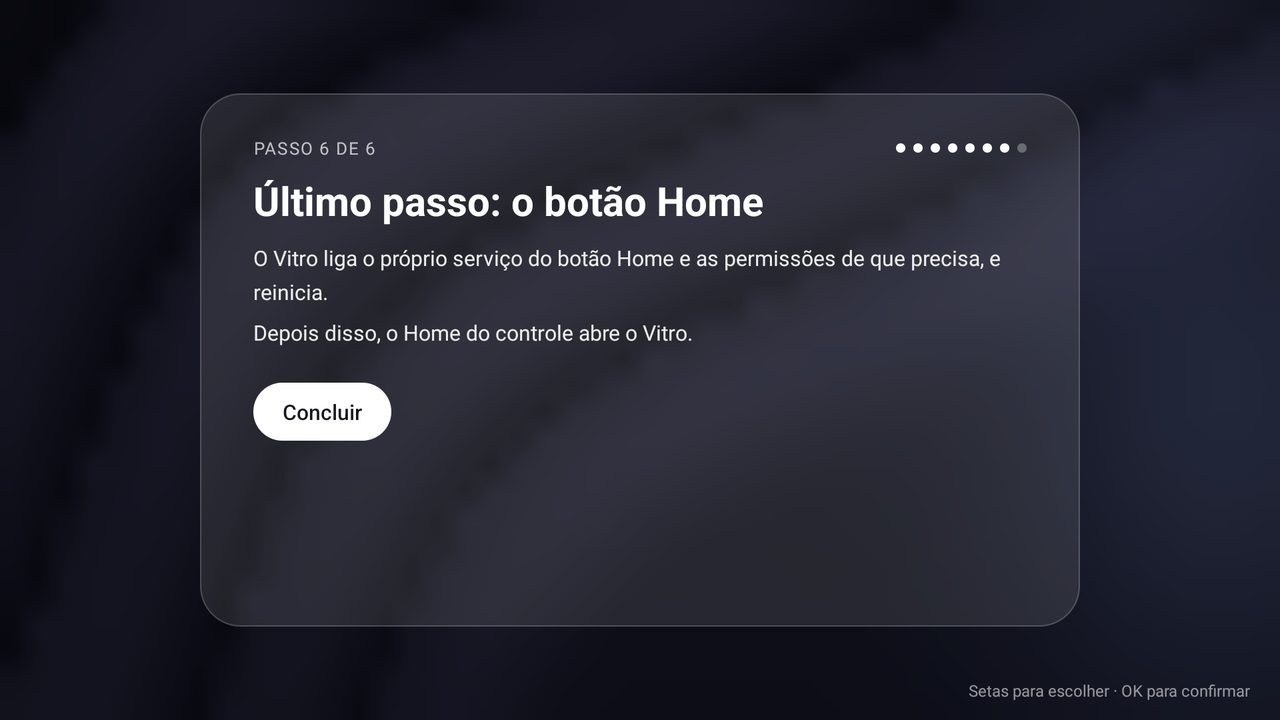 PASSO 6 DE 6
Último passo: o botão Home
O Vitro liga o próprio serviço do botão Home e as permissões de que precisa, e
reinicia.
Depois disso, o Home do controle abre o Vitro.
Concluir
Setas para escolher · OK para confirmar